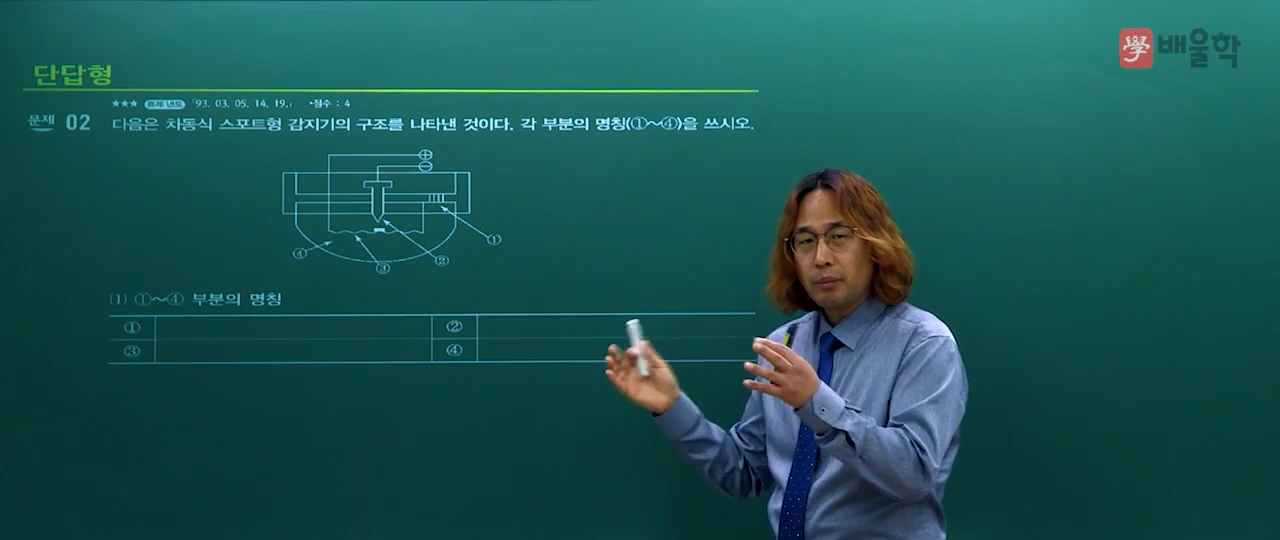 學 배울학
단답형
★★★ 출제 년도 '93. 03. 05. 14. 19. •점수 : 4
문제 02 다음은 차동식 스포트형 감지기의 구조를 나타낸 것이다. 각 부분의 명칭(①~④)을 쓰시오.
+
−
①
④ ② 
③
(1) ①~④ 부분의 명칭
① ②
③ ④